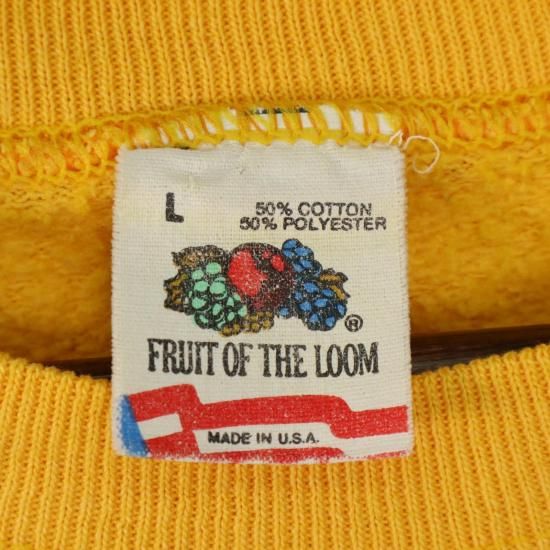 L
50% COTTON
50% POLYESTER
®
FRUIT OF THE LOOM
MADE IN U.S.A.